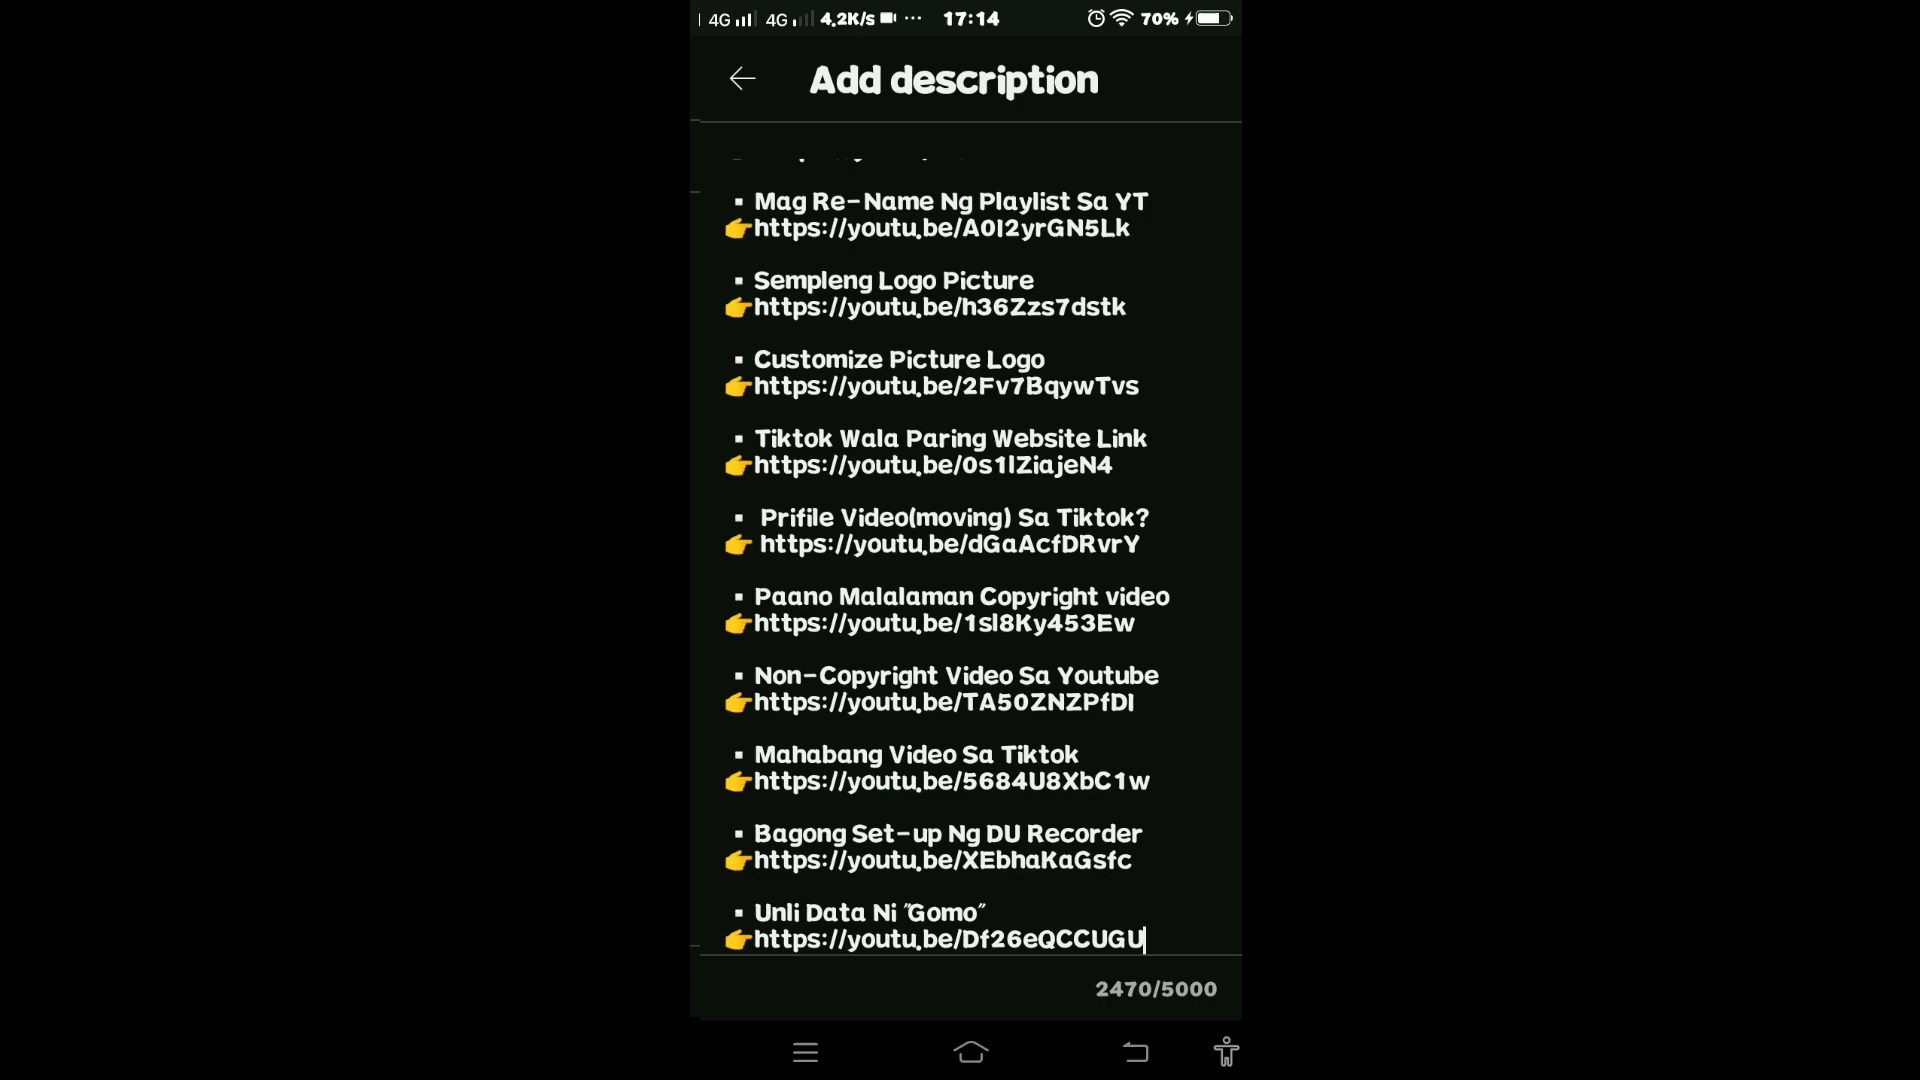 4G 4G 4.2K/s ... 17:14 70%
Add description
▪ Mag Re-Name Ng Playlist Sa YT
👉https://youtu.be/A0I2yrGN5Lk
▪ Sempleng Logo Picture
👉https://youtu.be/h36Zzs7dstk
▪ Customize Picture Logo
👉https://youtu.be/2Fv7BqywTvs
▪ Tiktok Wala Paring Website Link
👉https://youtu.be/0s1lZiajeN4
▪ Prifile Video(moving) Sa Tiktok?
👉 https://youtu.be/dGaAcfDRvrY
▪ Paano Malalaman Copyright video
👉https://youtu.be/1sl8Ky453Ew
▪ Non-Copyright Video Sa Youtube
👉https://youtu.be/TA50ZNZPfDI
▪ Mahabang Video Sa Tiktok
👉https://youtu.be/5684U8XbC1w
▪ Bagong Set-up Ng DU Recorder
👉https://youtu.be/XEbhaKaGsfc
▪ Unli Data Ni "Gomo"
👉https://youtu.be/Df26eQCCUGU
2470/5000